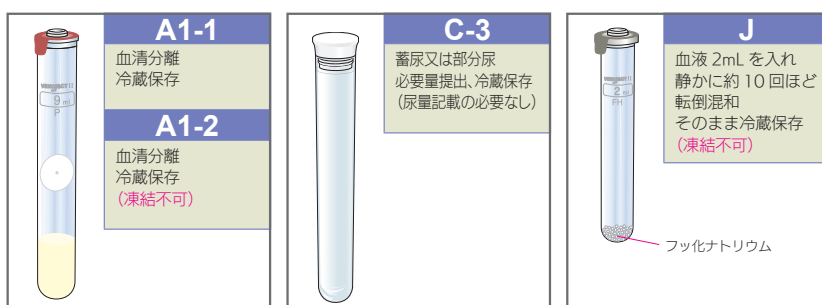 A1-1
血清分離
冷蔵保存
A1-2
血清分離
冷蔵保存
(凍結不可)
9 ml
P
C-3
蓄尿又は部分尿
必要量提出、冷蔵保存
(尿量記載の必要なし)
J
血液 2mL を入れ
静かに約 10 回ほど
転倒混和
そのまま冷蔵保存
(凍結不可)
2 ml
FH
フッ化ナトリウム